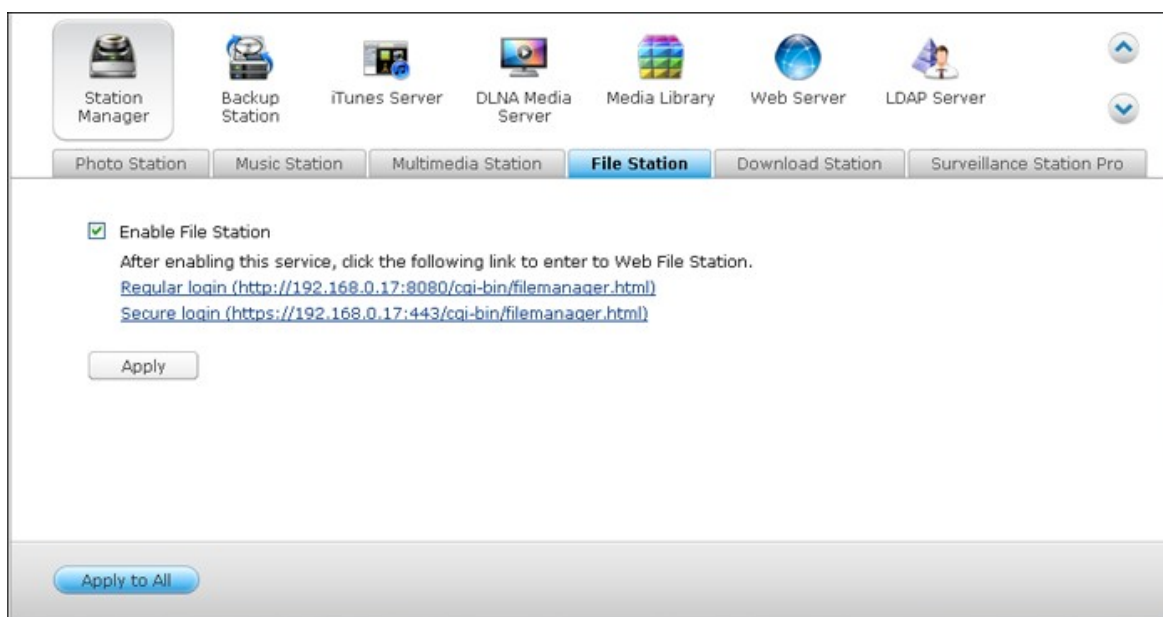 Station
Manager
Backup
Station
iTunes Server
DLNA Media
Server
Media Library
Web Server
LDAP Server
Photo Station
Music Station
Multimedia Station
File Station
Download Station
Surveillance Station Pro
Enable File Station
After enabling this service, click the following link to enter to Web File Station.
Regular login (http://192.168.0.17:8080/cgi-bin/filemanager.html)
Secure login (https://192.168.0.17:443/cgi-bin/filemanager.html)
Apply
Apply to All